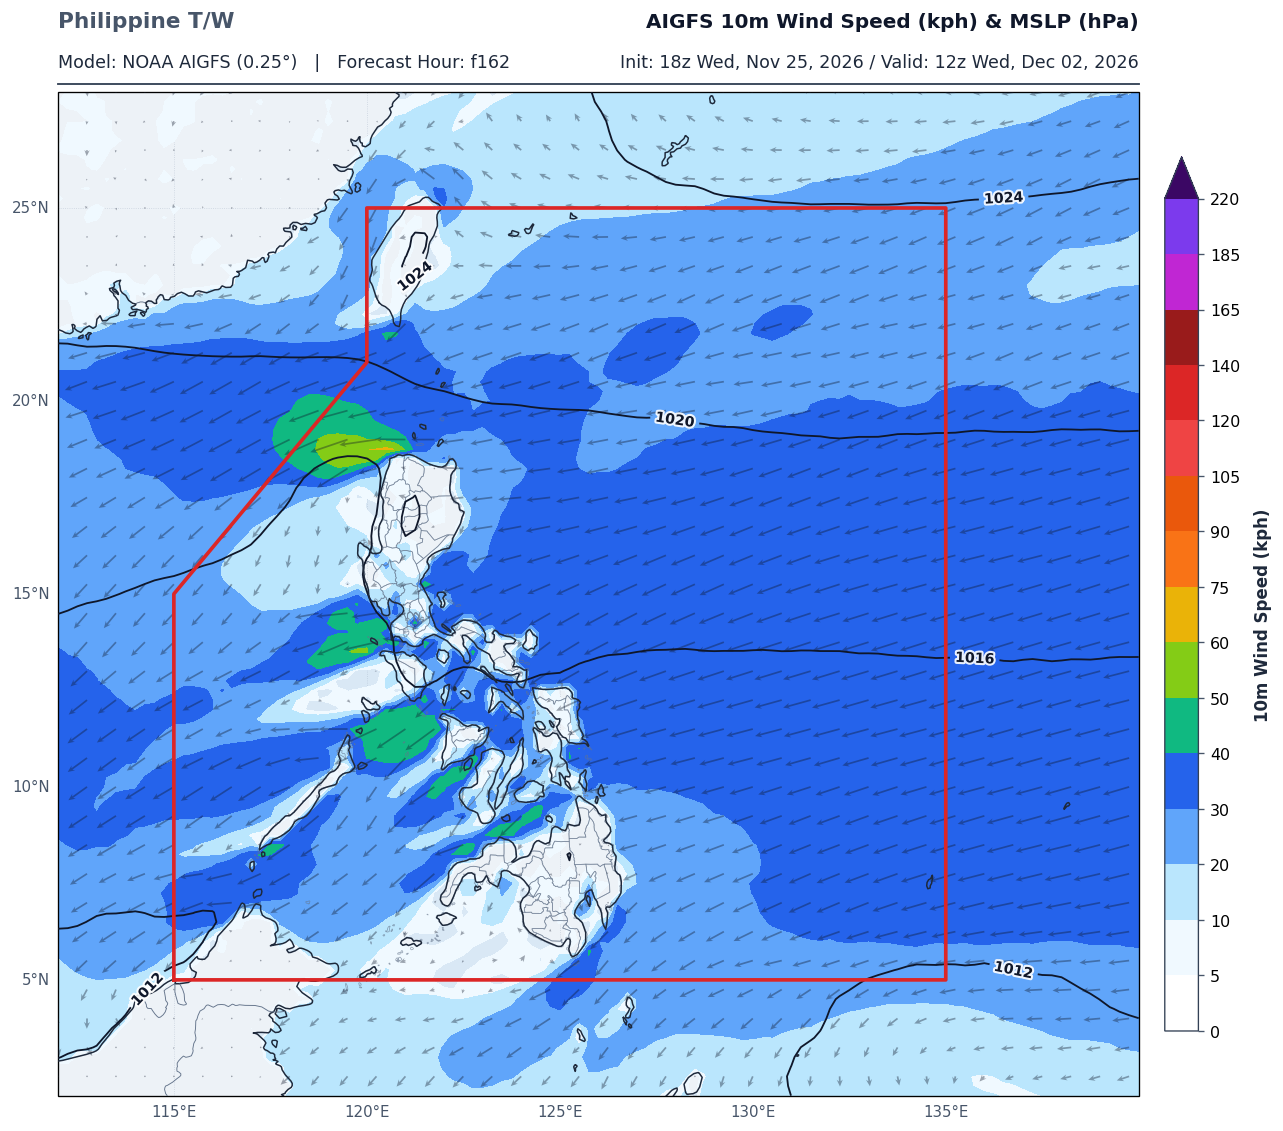 Philippine T/W
AIGFS 10m Wind Speed (kph) & MSLP (hPa)
Model: NOAA AIGFS (0.25°) | Forecast Hour: f162
Init: 18z Wed, Nov 25, 2026 / Valid: 12z Wed, Dec 02, 2026
25°N
20°N
15°N
10°N
5°N
115°E
120°E
125°E
130°E
135°E
1024
1024
1020
1016
1012
1012
220
185
165
140
120
105
90
75
60
50
40
30
20
10
5
0
10m Wind Speed (kph)